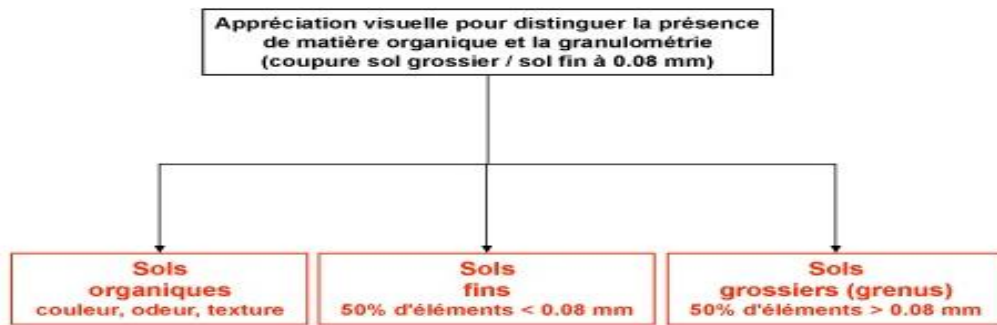 Appréciation visuelle pour distinguer la présence
de matière organique et la granulométrie
(coupure sol grossier / sol fin à 0.08 mm)
Sols
organiques
couleur, odeur, texture
Sols
fins
50% d'éléments < 0.08 mm
Sols
grossiers (grenus)
50% d'éléments > 0.08 mm